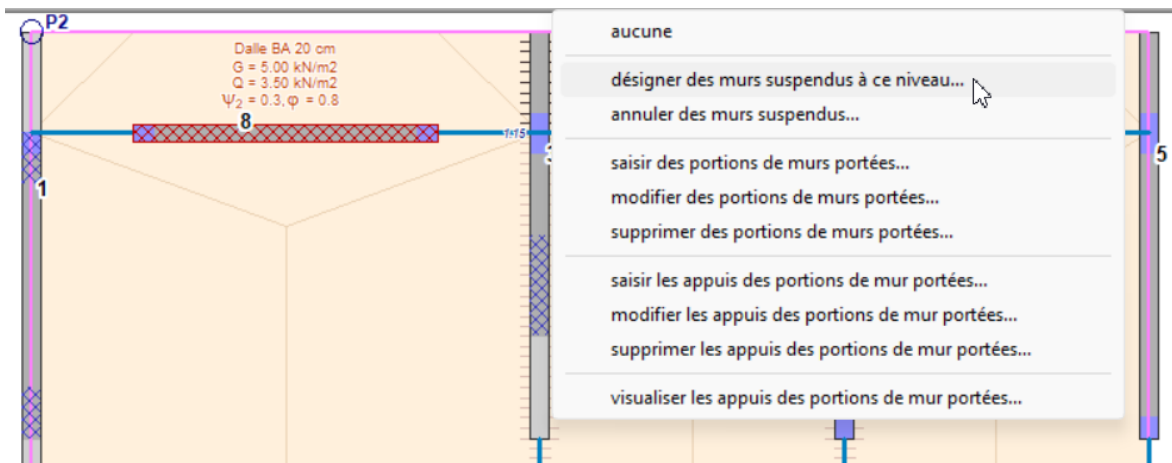 P2
Dalle BA 20 cm
G = 5.00 kN/m2
Q = 3.50 kN/m2
Ψ2 = 0.3, φ = 0.8
8
1
5
aucune
désigner des murs suspendus à ce niveau...
annuler des murs suspendus...
saisir des portions de murs portées...
modifier des portions de murs portées...
supprimer des portions de murs portées...
saisir les appuis des portions de mur portées...
modifier les appuis des portions de mur portées...
supprimer les appuis des portions de mur portées...
visualiser les appuis des portions de mur portées...